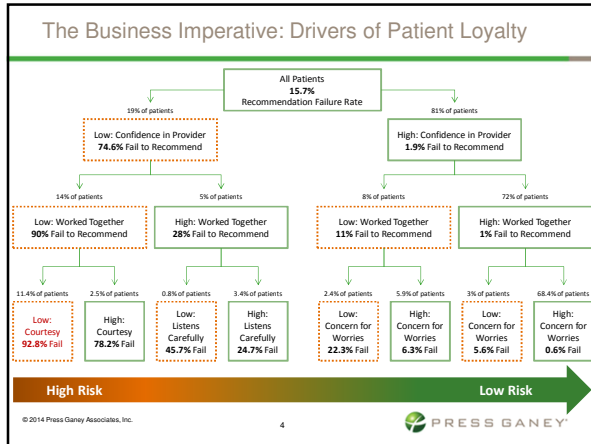 The Business Imperative: Drivers of Patient Loyalty
All Patients
15.7%
Recommendation Failure Rate
19% of patients
81% of patients
Low: Confidence in Provider
74.6% Fail to Recommend
High: Confidence in Provider
1.9% Fail to Recommend
14% of patients
5% of patients
8% of patients
72% of patients
Low: Worked Together
90% Fail to Recommend
High: Worked Together
28% Fail to Recommend
Low: Worked Together
11% Fail to Recommend
High: Worked Together
1% Fail to Recommend
11.4% of patients
2.5% of patients
0.8% of patients
3.4% of patients
2.4% of patients
5.9% of patients
3% of patients
68.4% of patients
Low:
Courtesy
92.8% Fail
High:
Courtesy
78.2% Fail
Low:
Listens
Carefully
45.7% Fail
High:
Listens
Carefully
24.7% Fail
Low:
Concern for
Worries
22.3% Fail
High:
Concern for
Worries
6.3% Fail
Low:
Concern for
Worries
5.6% Fail
High:
Concern for
Worries
0.6% Fail
High Risk
Low Risk
© 2014 Press Ganey Associates, Inc.
4
PRESS GANEY